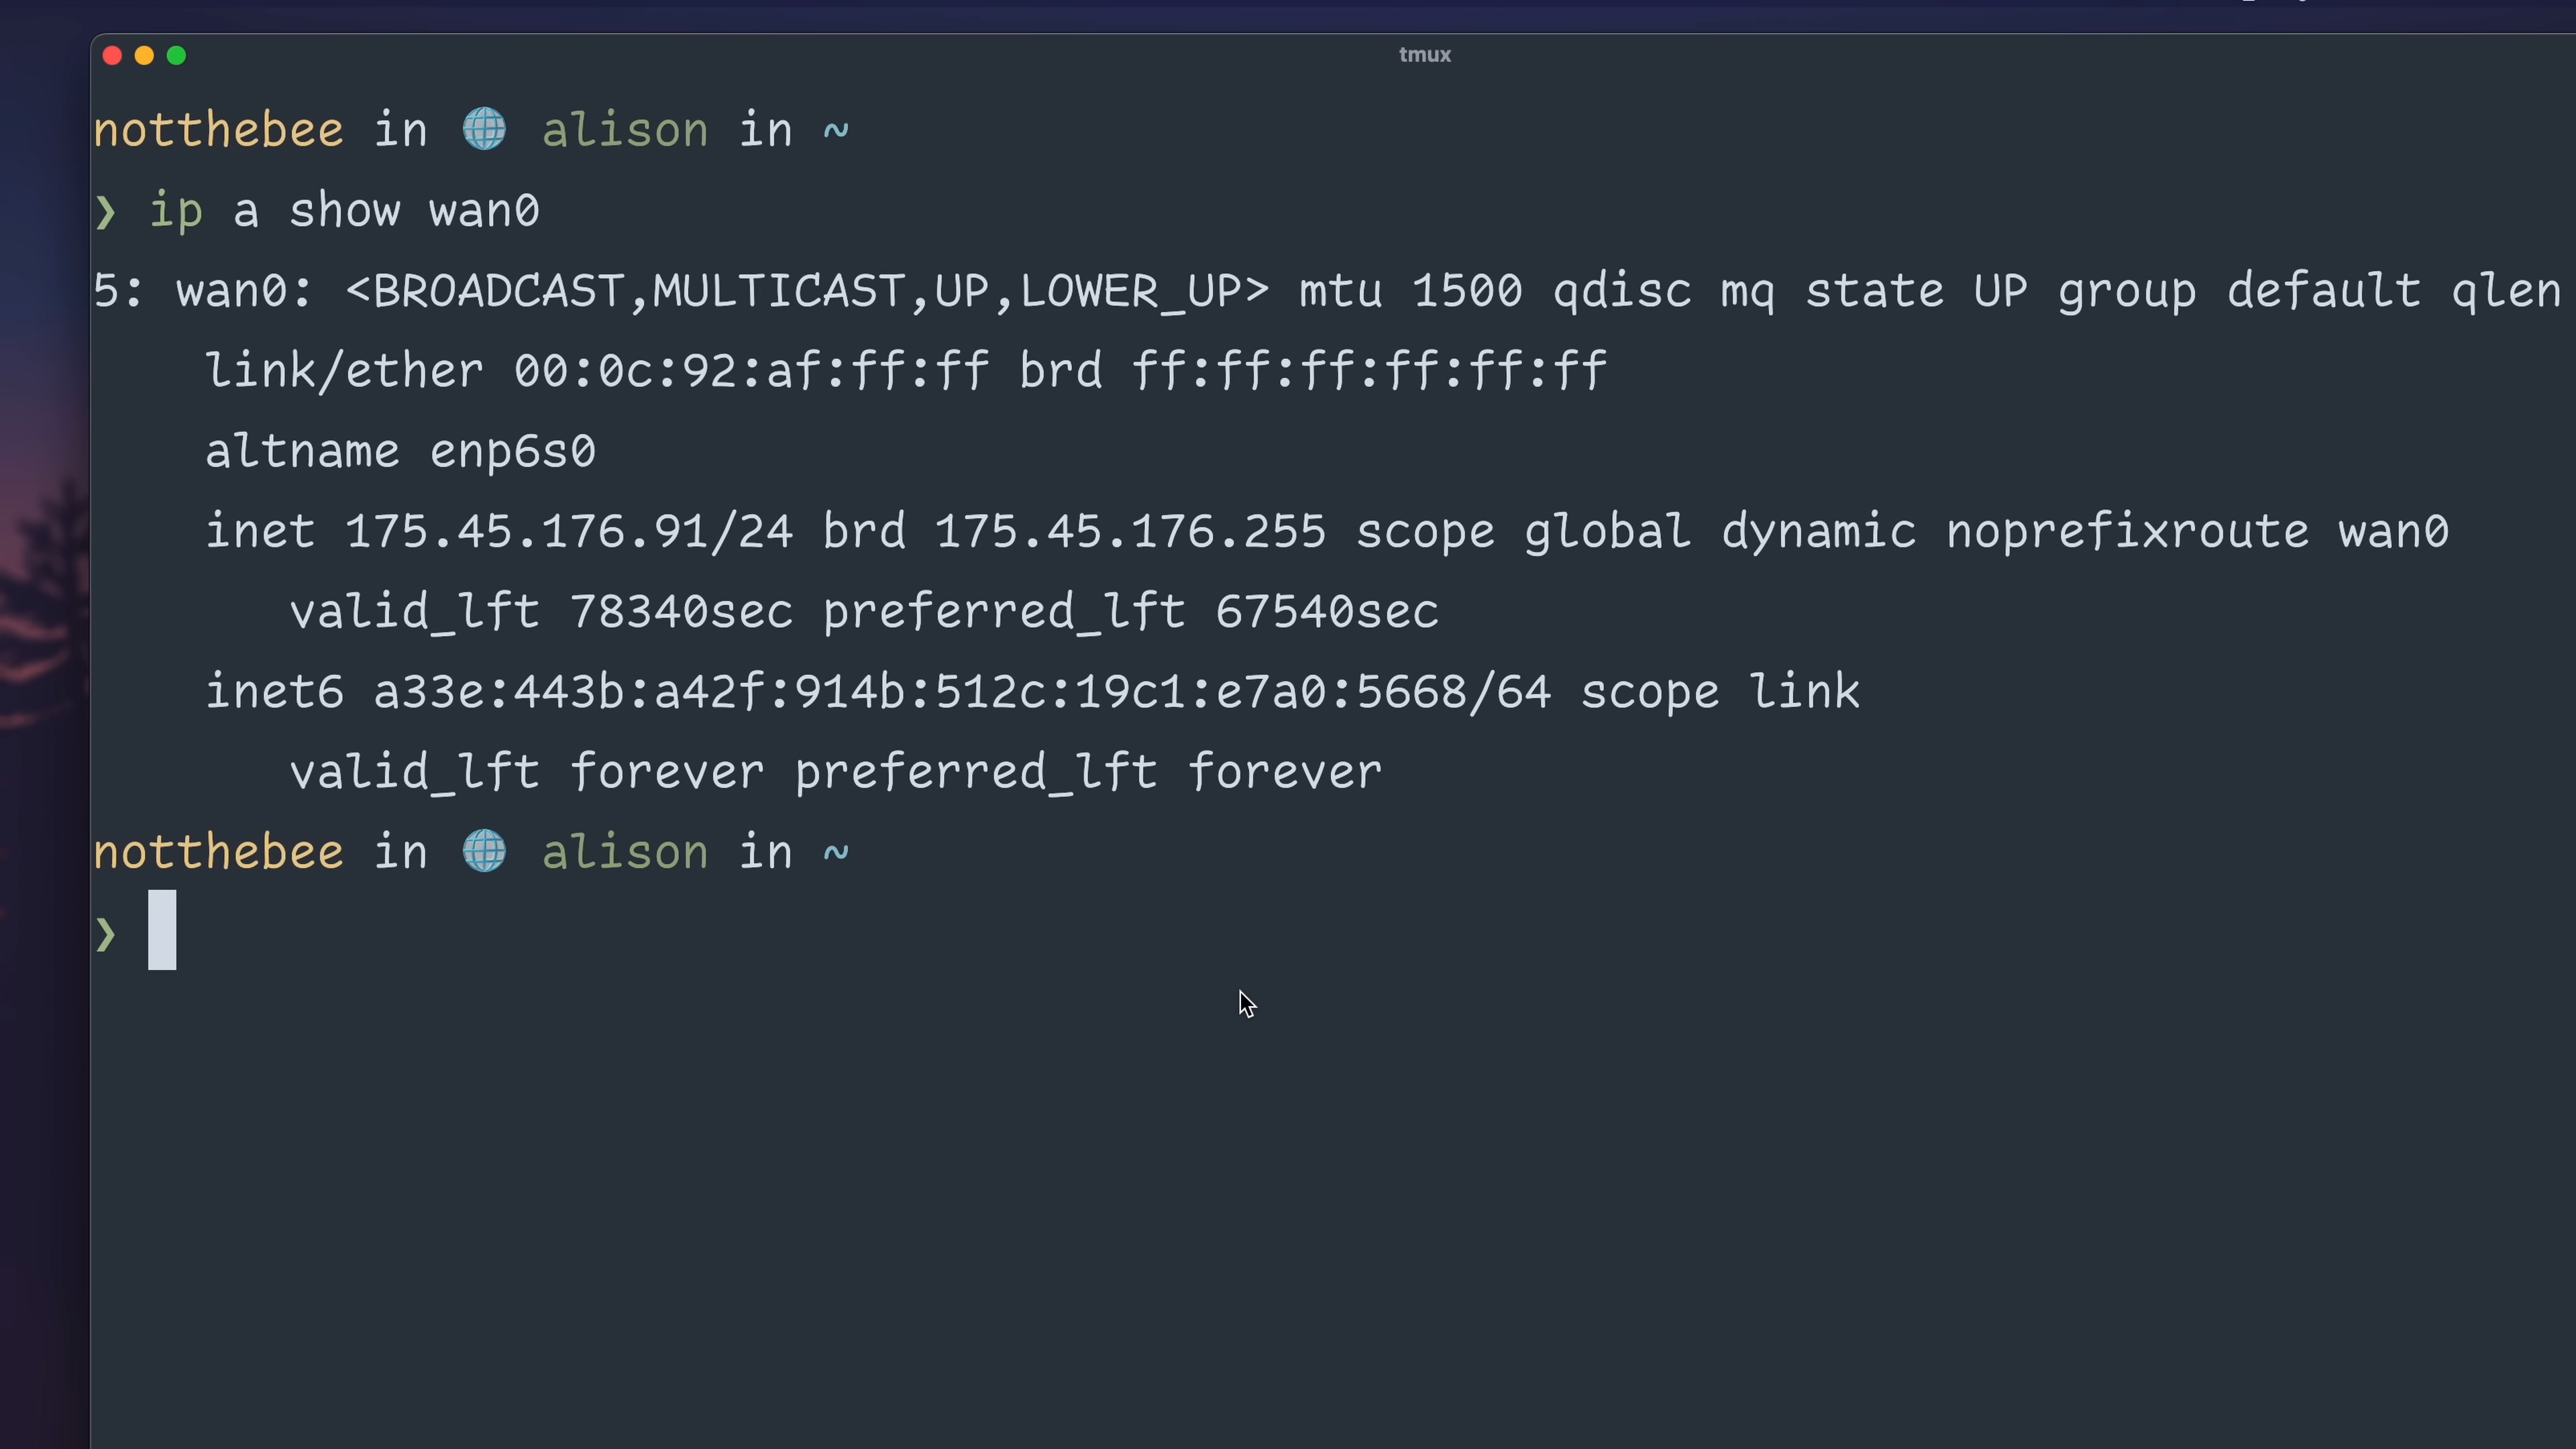 tmux
notthebee in 🌐 alison in ~
❯ ip a show wan0
5: wan0: <BROADCAST,MULTICAST,UP,LOWER_UP> mtu 1500 qdisc mq state UP group default qlen
    link/ether 00:0c:92:af:ff:ff brd ff:ff:ff:ff:ff:ff
    altname enp6s0
    inet 175.45.176.91/24 brd 175.45.176.255 scope global dynamic noprefixroute wan0
       valid_lft 78340sec preferred_lft 67540sec
    inet6 a33e:443b:a42f:914b:512c:19c1:e7a0:5668/64 scope link
       valid_lft forever preferred_lft forever
notthebee in 🌐 alison in ~
❯